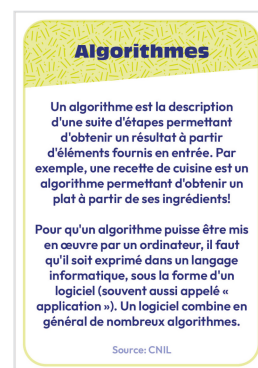 Algorithmes
Un algorithme est la description
d'une suite d'étapes permettant
d'obtenir un résultat à partir
d'éléments fournis en entrée. Par
exemple, une recette de cuisine est un
algorithme permettant d'obtenir un
plat à partir de ses ingrédients!
Pour qu'un algorithme puisse être mis
en œuvre par un ordinateur, il faut
qu'il soit exprimé dans un langage
informatique, sous la forme d'un
logiciel (souvent aussi appelé «
application »). Un logiciel combine en
général de nombreux algorithmes.
Source: CNIL